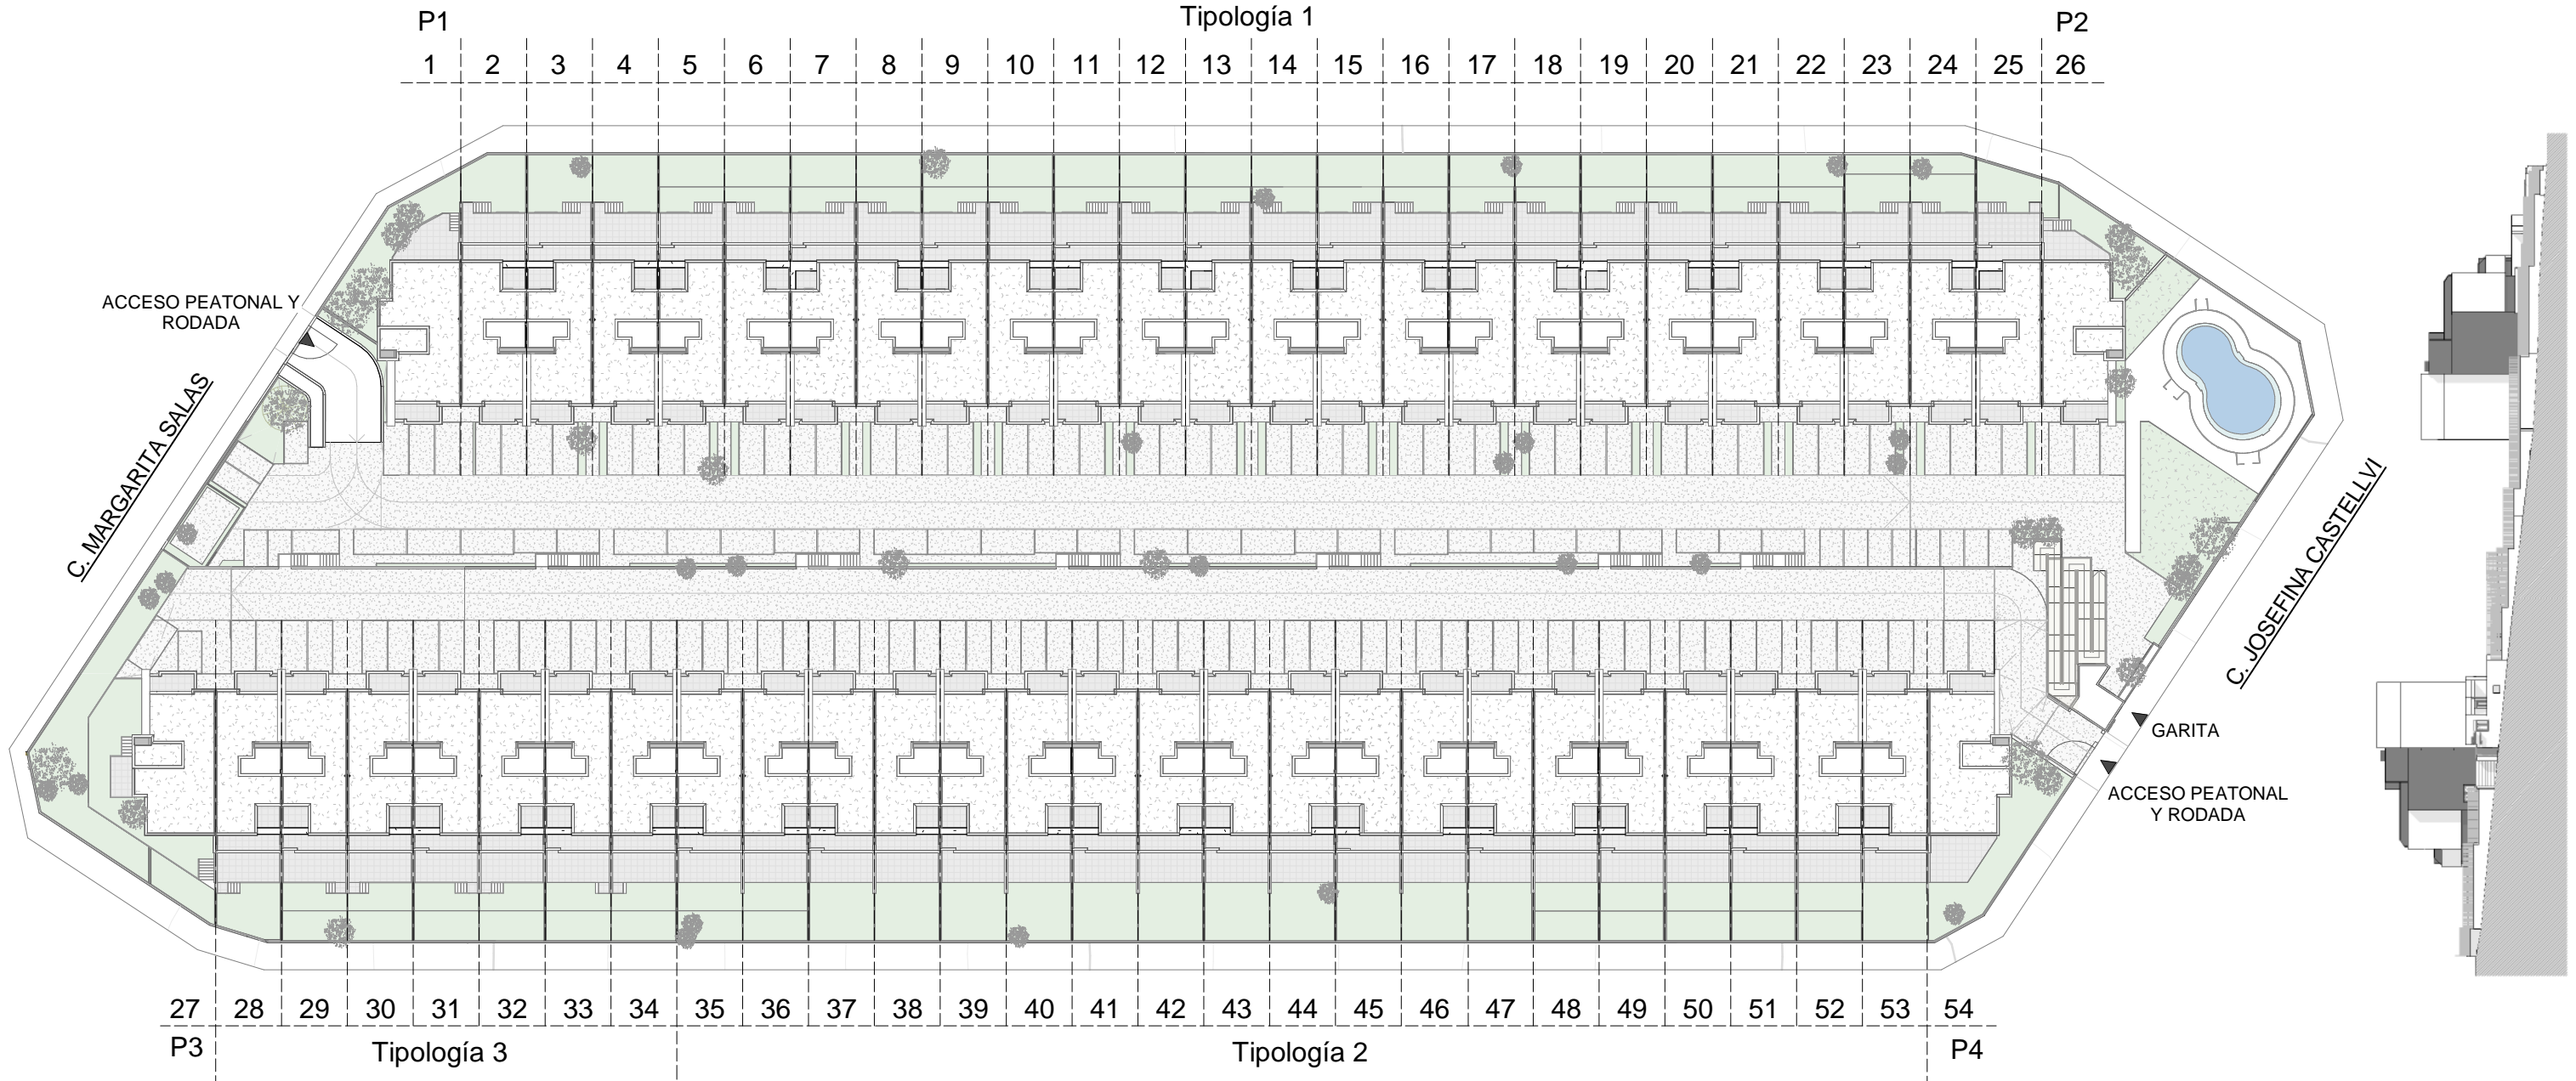 P1 Tipología 1 P2
1 2 3 4 5 6 7 8 9 10 11 12 13 14 15 16 17 18 19 20 21 22 23 24 25 26
ACCESO PEATONAL Y
RODADA
C. MARGARITA SALAS
C. JOSEFINA CASTELLVI
GARITA
ACCESO PEATONAL
Y RODADA
27 28 29 30 31 32 33 34 35 36 37 38 39 40 41 42 43 44 45 46 47 48 49 50 51 52 53 54
P3 Tipología 3 Tipología 2 P4